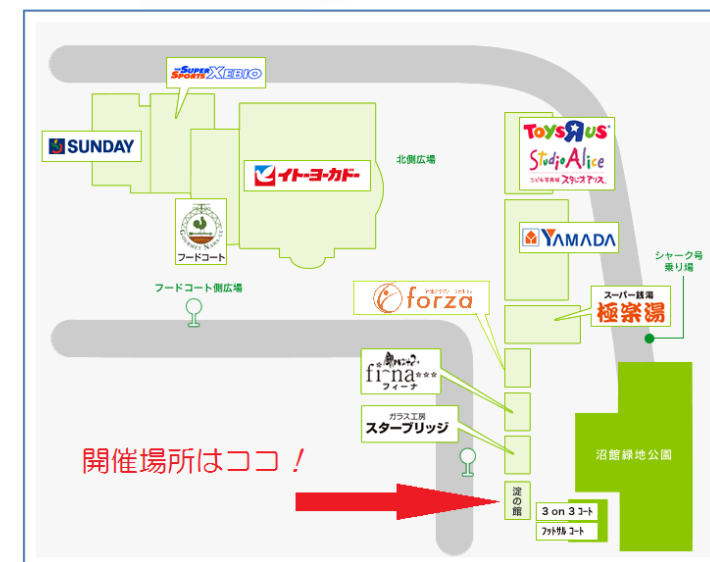 THE SUPER
SPORTS XEBIO
SUNDAY
イトーヨーカドー
フードコート
フードコート側広場
北側広場
TOYSЯUS
Studio Alice
こども写真城 スタジオアリス
YAMADA
シャーク号
乗り場
スーパー銭湯
極楽湯
forza
fi-na***
フィーナ
ガラス工房
スターブリッジ
開催場所はココ！
淀の館
3 on 3 コート
フットサル コート
沼館緑地公園